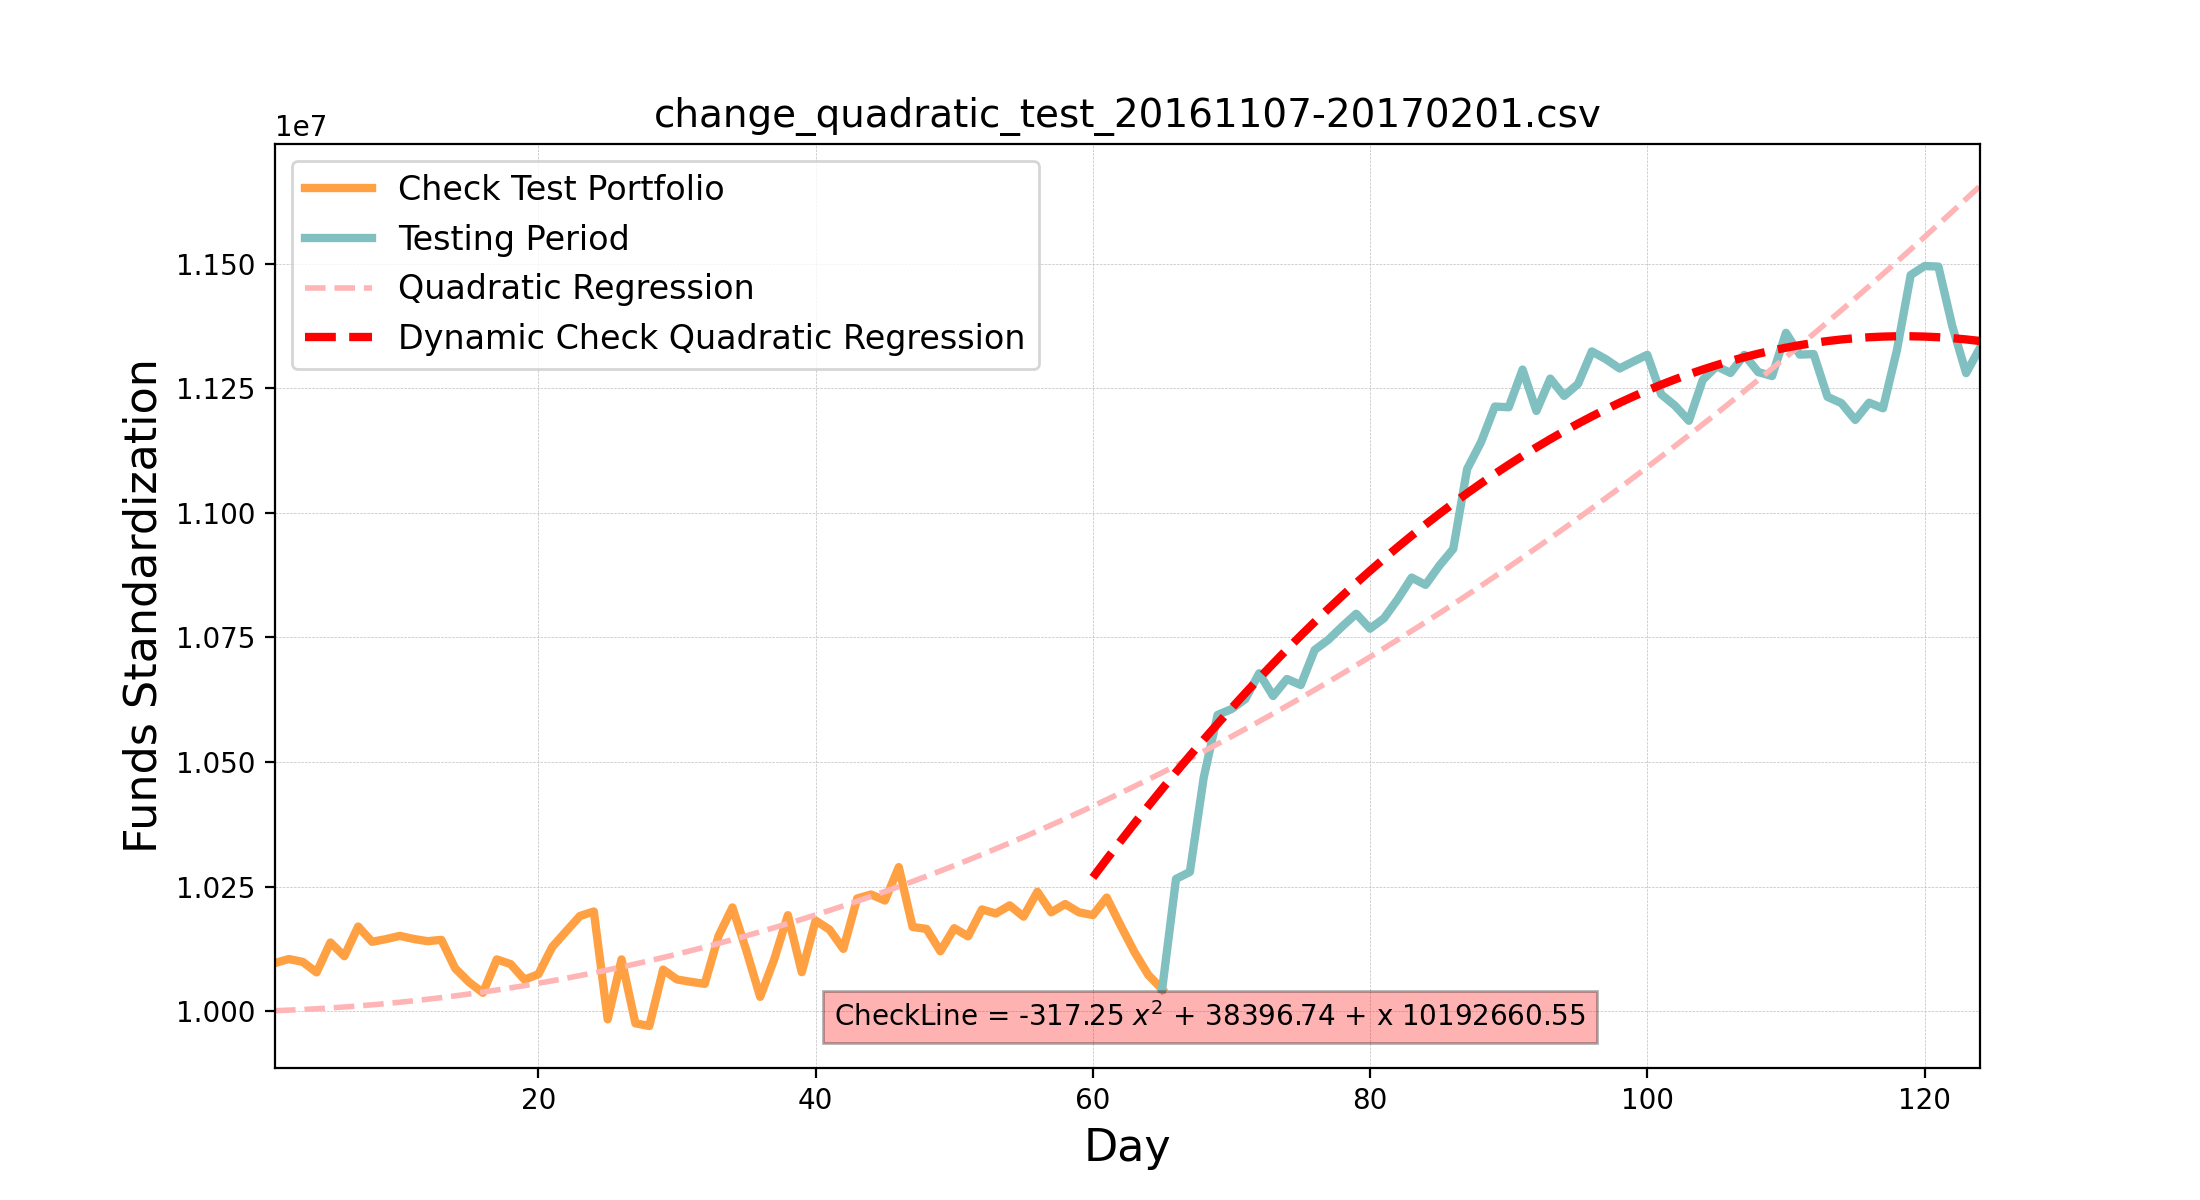 change_quadratic_test_20161107-20170201.csv
1e7
Check Test Portfolio
Testing Period
Quadratic Regression
Dynamic Check Quadratic Regression
1.150
1.125
1.100
1.075
1.050
1.025
1.000
Funds Standardization
CheckLine = -317.25 x² + 38396.74 + x 10192660.55
20 40 60 80 100 120
Day